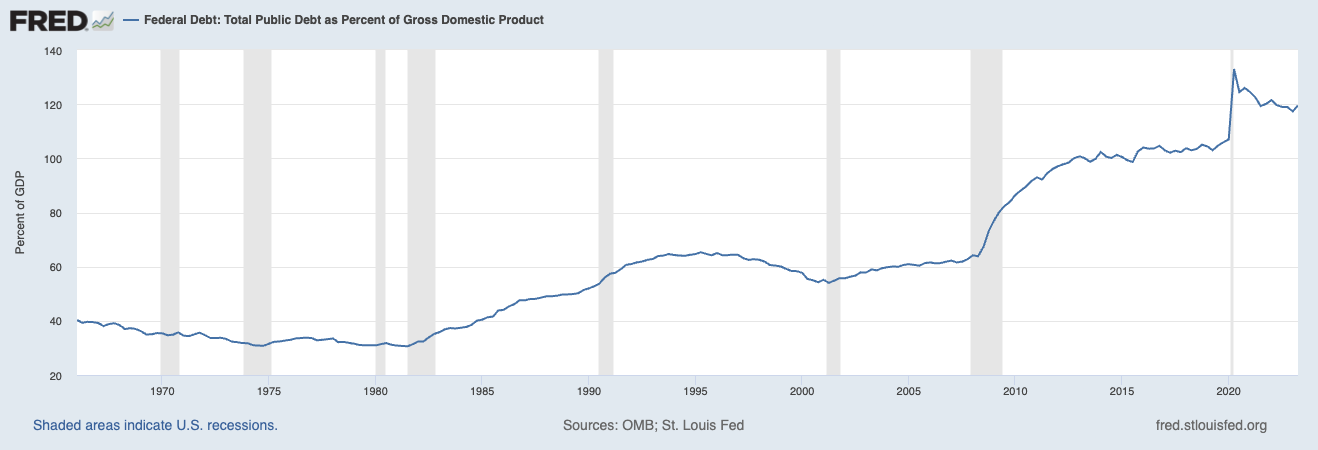 FRED
Federal Debt: Total Public Debt as Percent of Gross Domestic Product
Percent of GDP
140
120
100
80
60
40
20
1970 1975 1980 1985 1990 1995 2000 2005 2010 2015 2020
Shaded areas indicate U.S. recessions.
Sources: OMB; St. Louis Fed
fred.stlouisfed.org